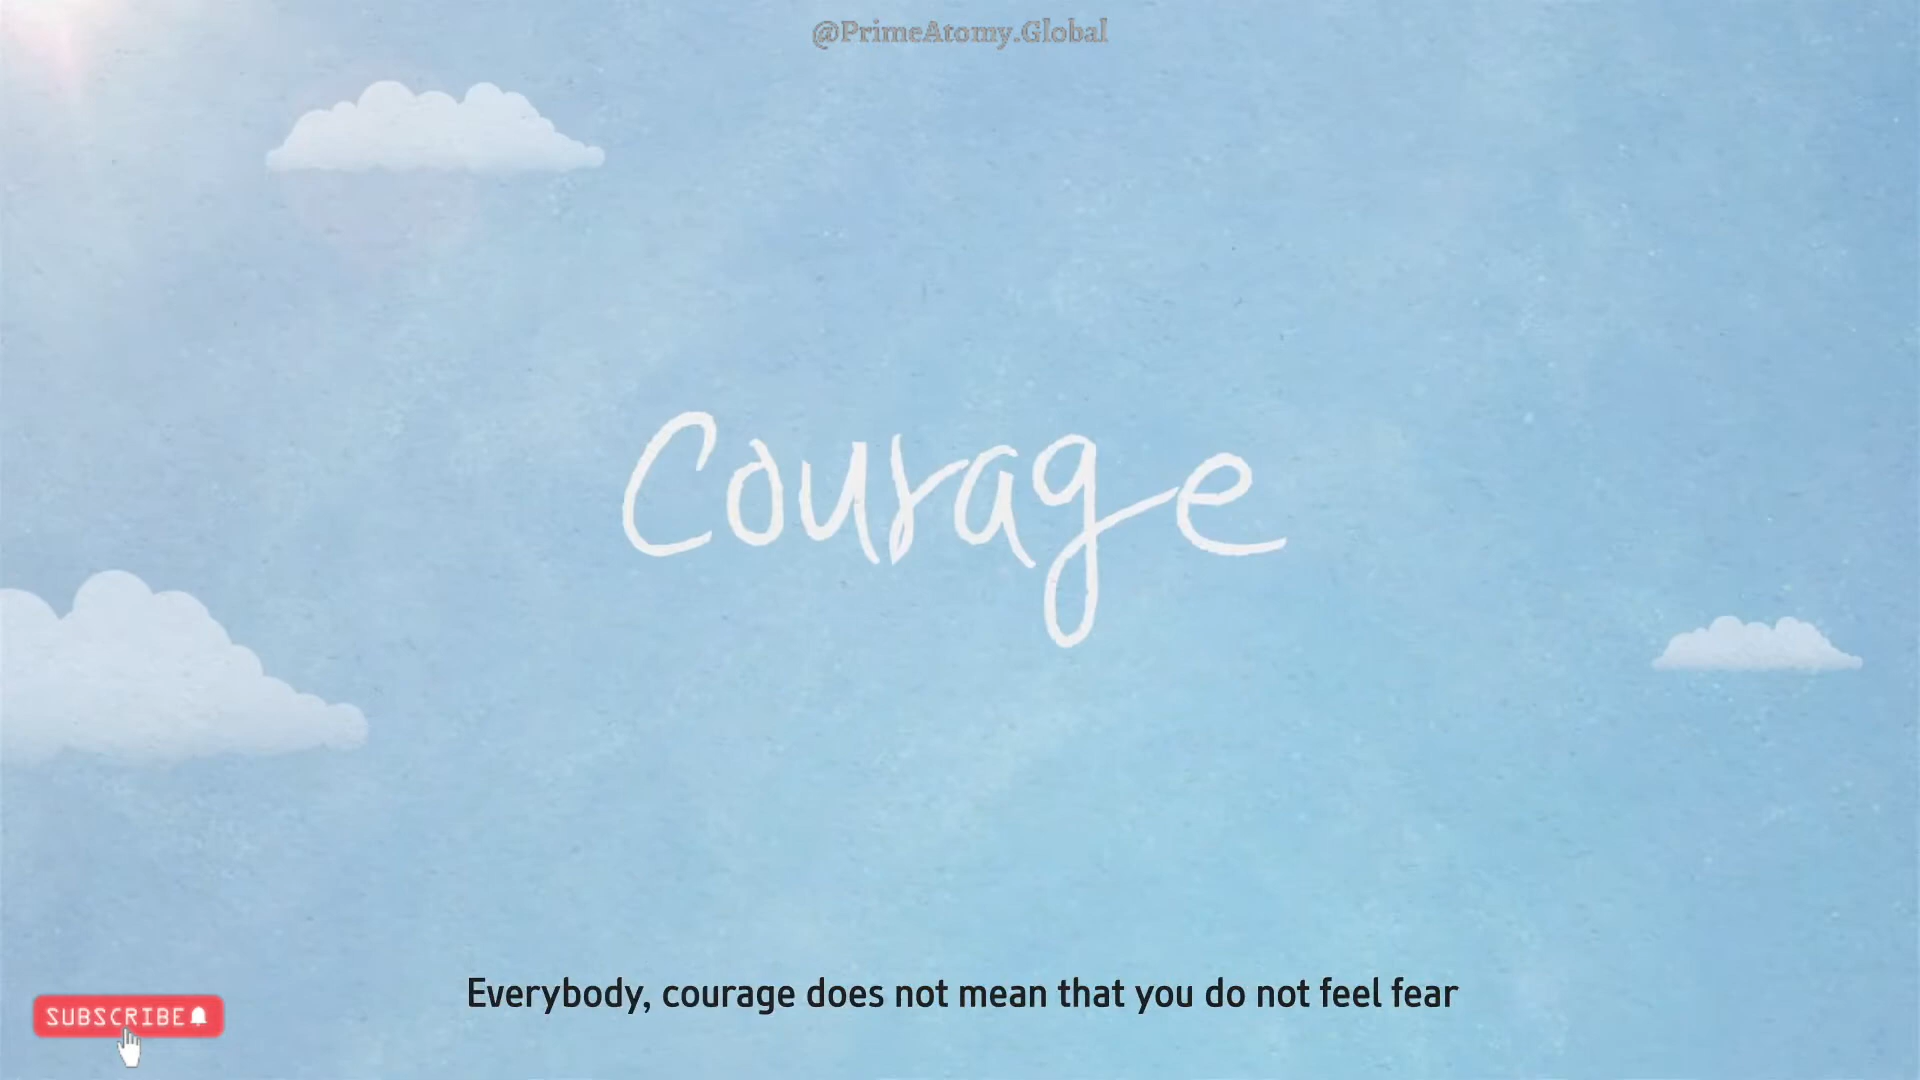 @PrimeAtomy.Global
Courage
Everybody, courage does not mean that you do not feel fear
SUBSCRIBE